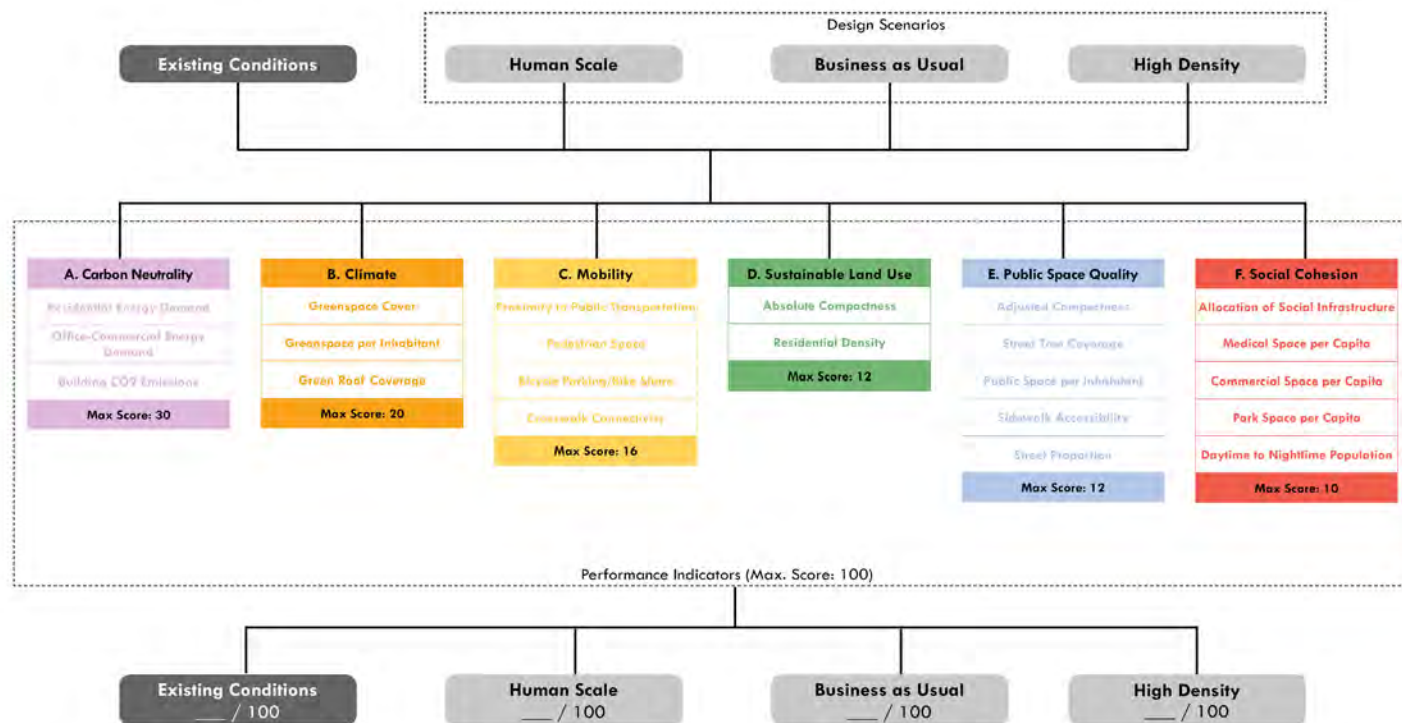 Design Scenarios
Existing Conditions
Human Scale
Business as Usual
High Density
A. Carbon Neutrality
Residential Energy Demand
Office-Commercial Energy
Demand
Building CO2 Emissions
Max Score: 30
B. Climate
Greenspace Cover
Greenspace per Inhabitant
Green Roof Coverage
Max Score: 20
C. Mobility
Proximity to Public Transportation
Pedestrian Space
Bicycle Parking/Bike Metro
Crosswalk Connectivity
Max Score: 16
D. Sustainable Land Use
Absolute Compactness
Residential Density
Max Score: 12
E. Public Space Quality
Adjusted Compactness
Street Tree Coverage
Public Space per Inhabitant
Sidewalk Accessibility
Street Proportion
Max Score: 12
F. Social Cohesion
Allocation of Social Infrastructure
Medical Space per Capita
Commercial Space per Capita
Park Space per Capita
Daytime to Nighttime Population
Max Score: 10
Performance Indicators (Max. Score: 100)
Existing Conditions
___ / 100
Human Scale
___ / 100
Business as Usual
___ / 100
High Density
___ / 100